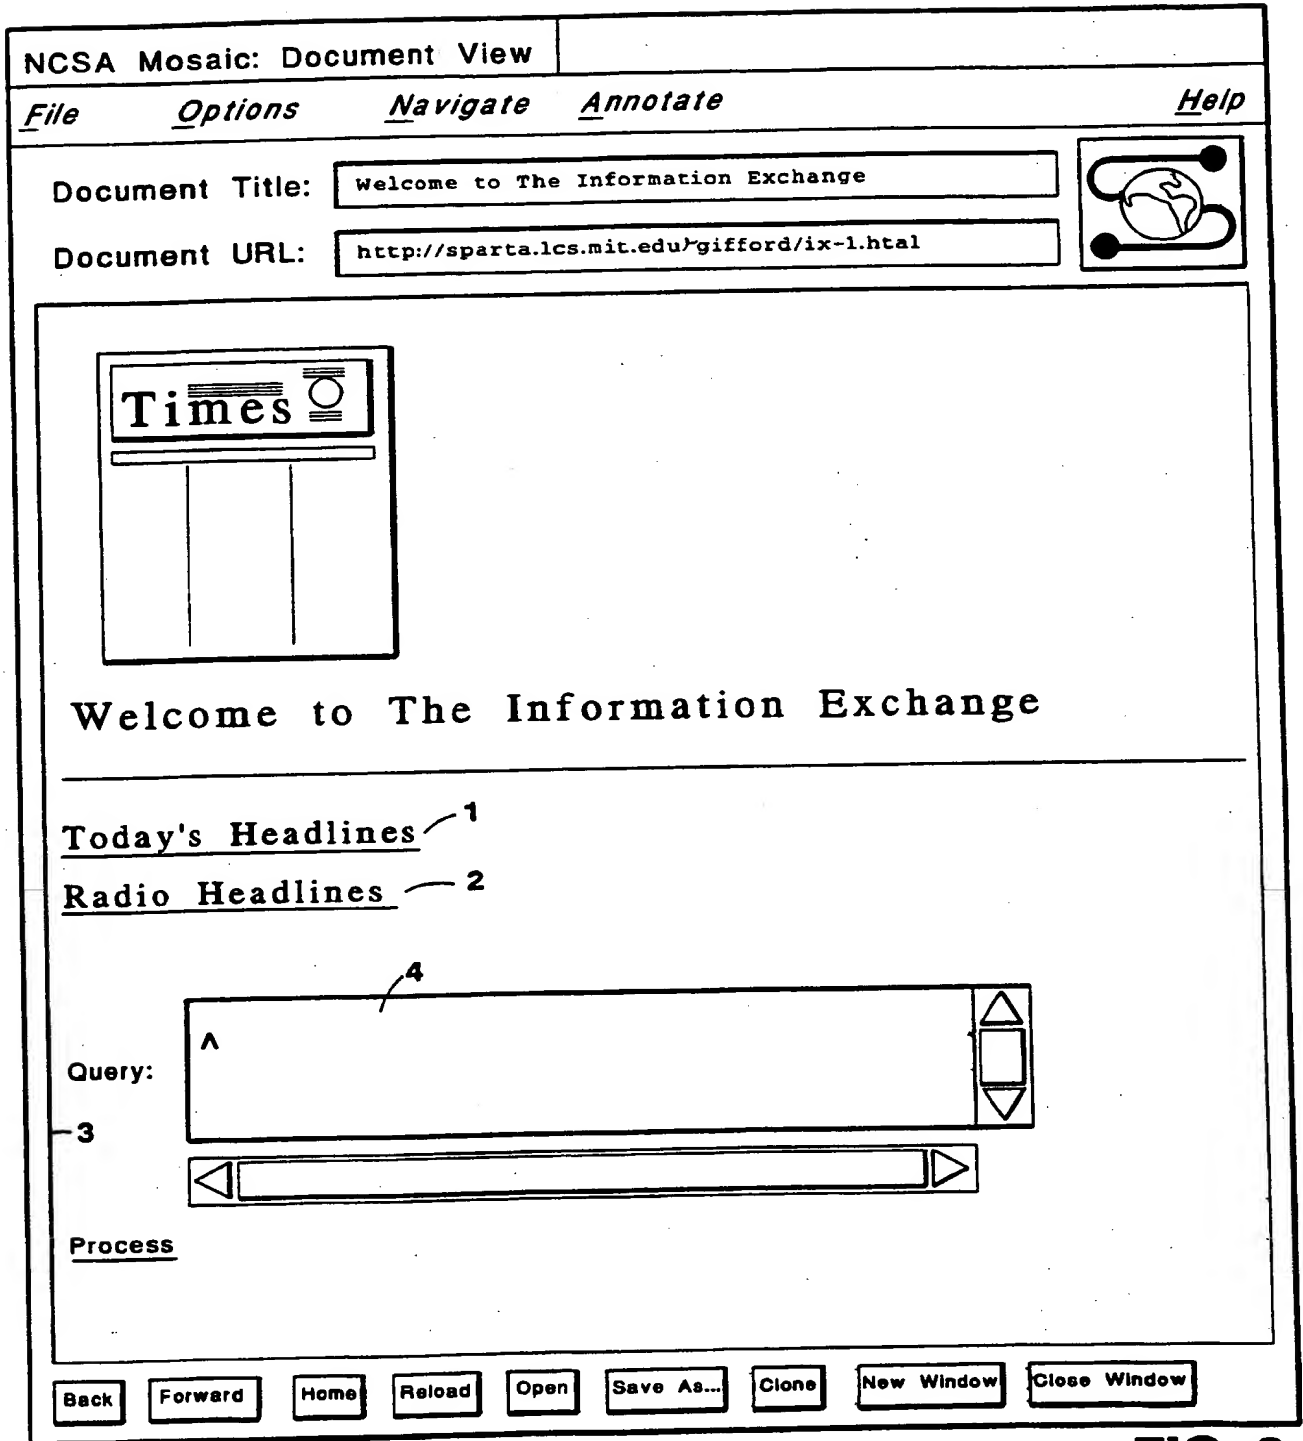 NCSA Mosaic: Document View
File Options Navigate Annotate Help
Document Title: Welcome to The Information Exchange
Document URL: http://sparta.lcs.mit.edu/~gifford/ix-1.htal
Times
Welcome to The Information Exchange
Today's Headlines 1
Radio Headlines 2
4
^
Query:
3
Process
Back Forward Home Reload Open Save As... Clone New Window Close Window